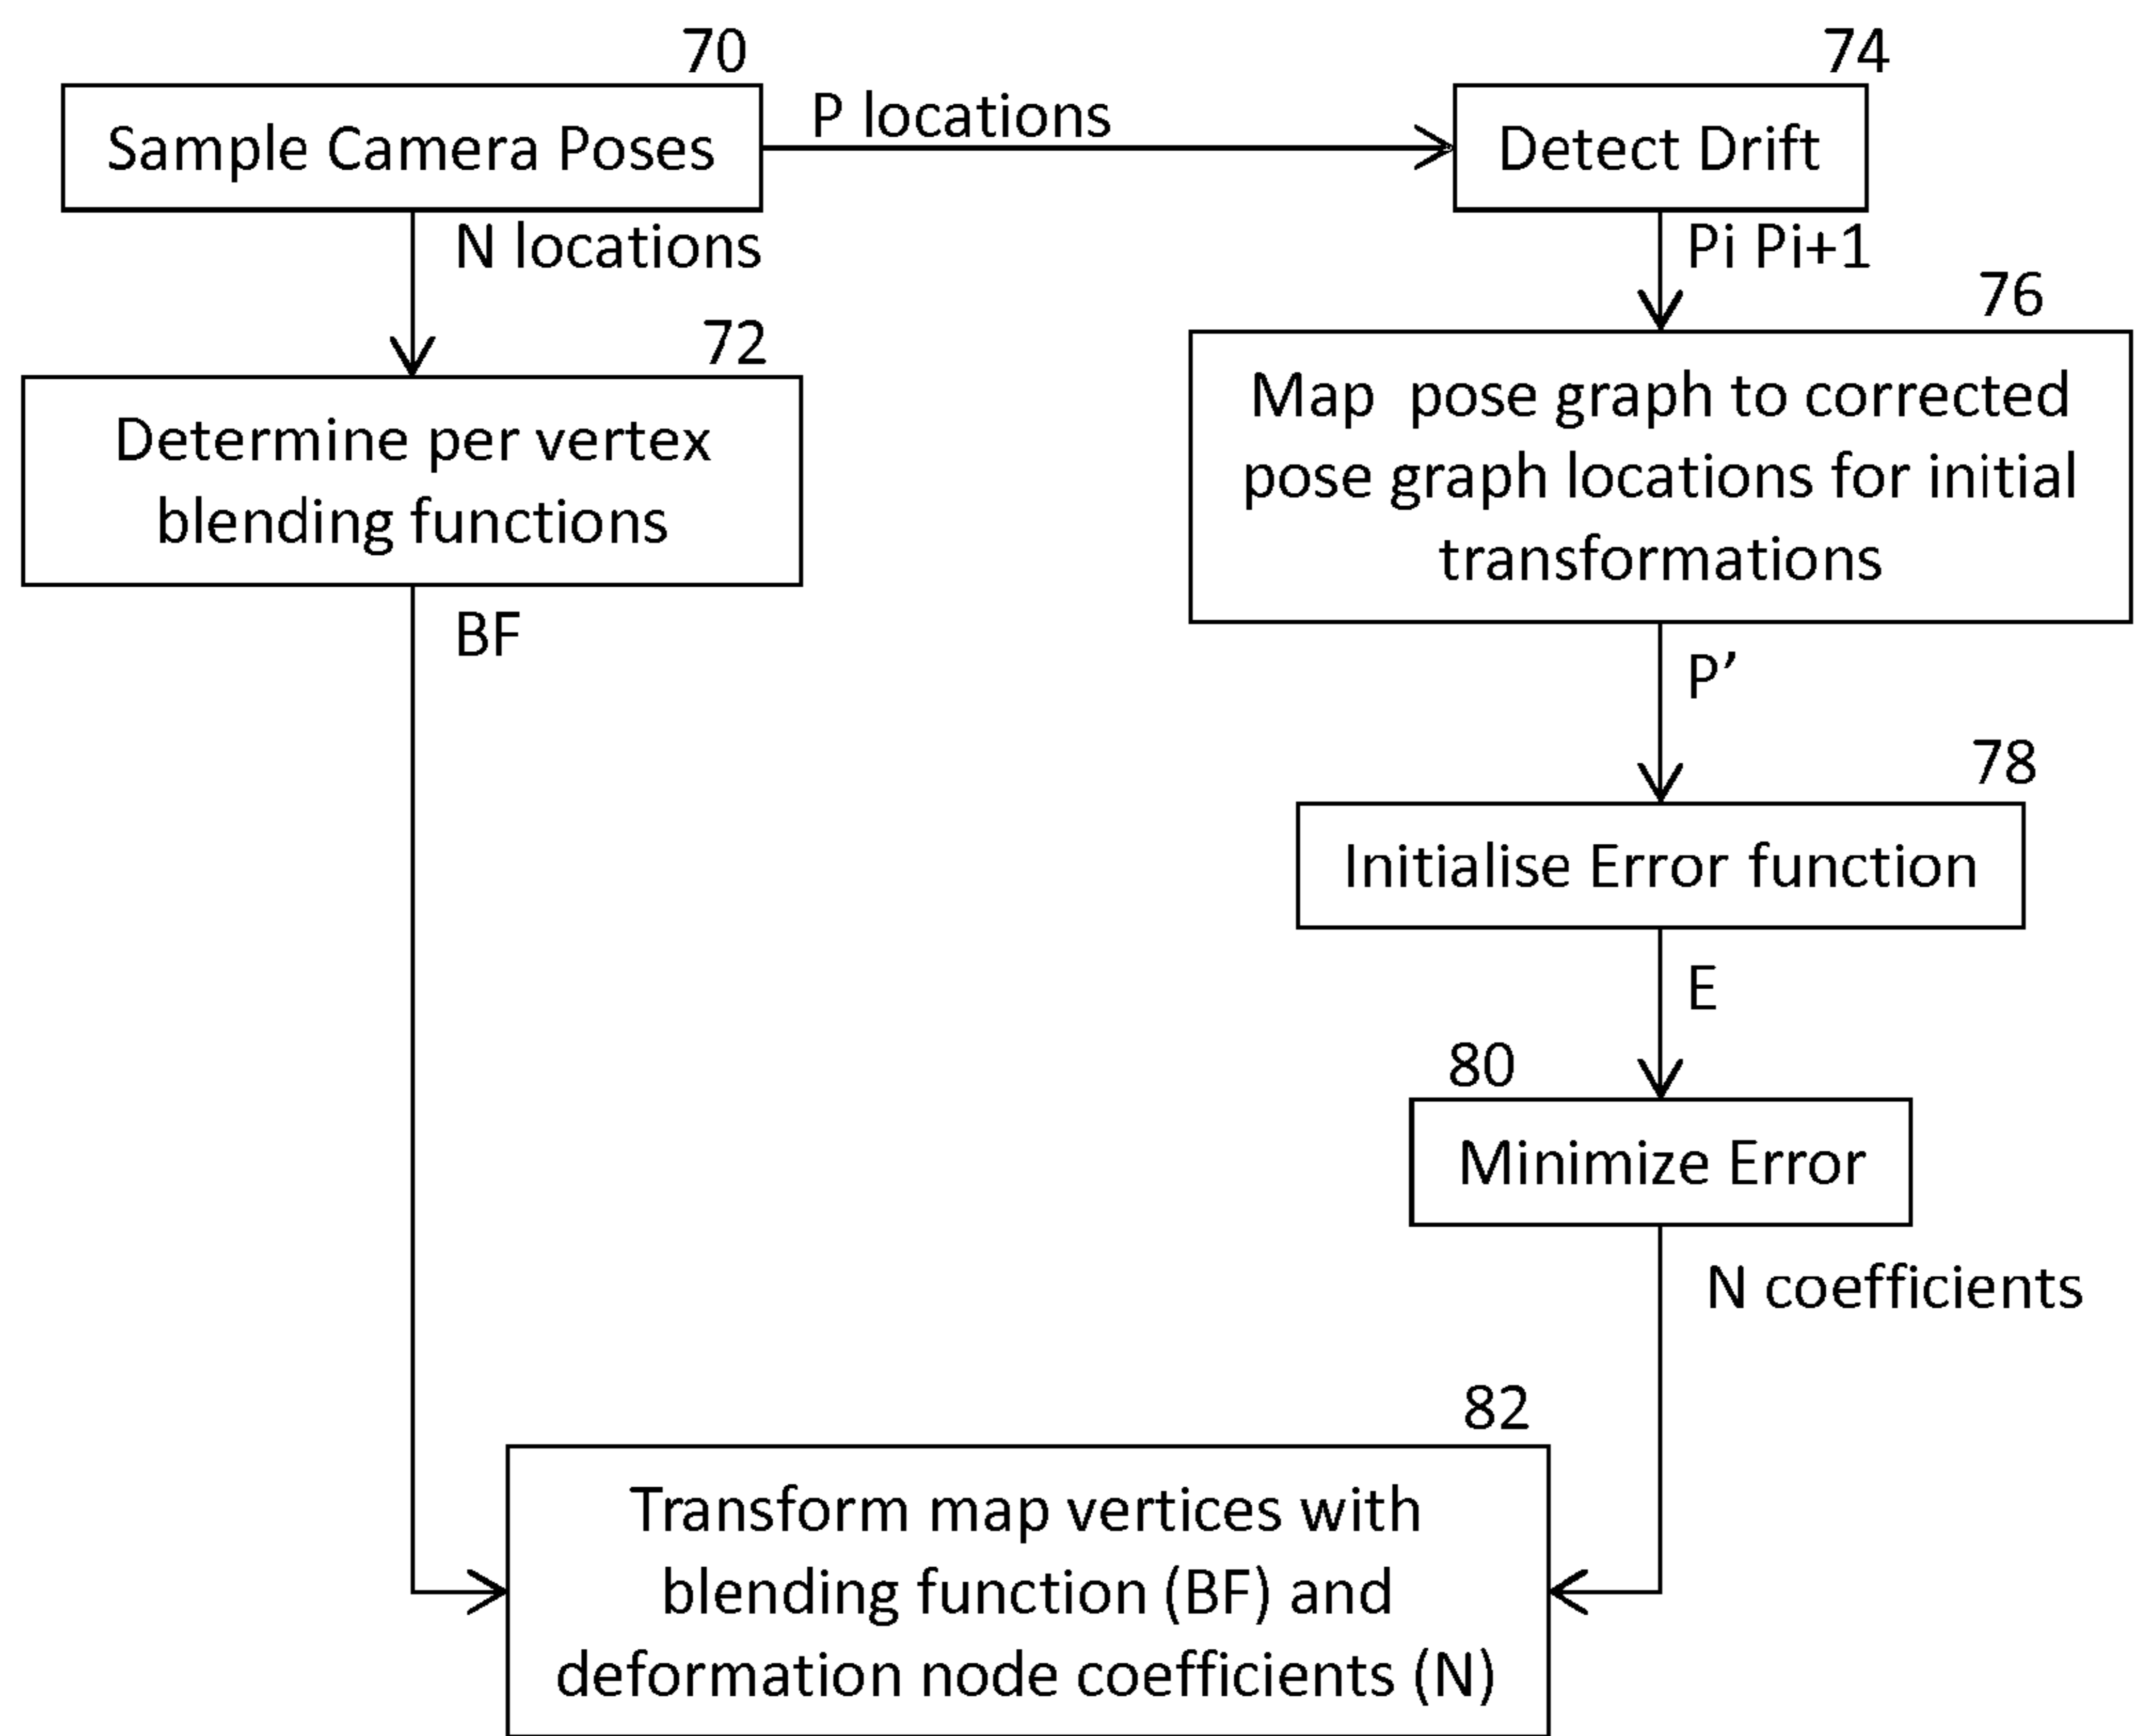 70
Sample Camera Poses
P locations
74
Detect Drift
N locations
Pi Pi+1
72
Determine per vertex
blending functions
76
Map pose graph to corrected
pose graph locations for initial
transformations
BF
P’
78
Initialise Error function
E
80
Minimize Error
N coefficients
82
Transform map vertices with
blending function (BF) and
deformation node coefficients (N)